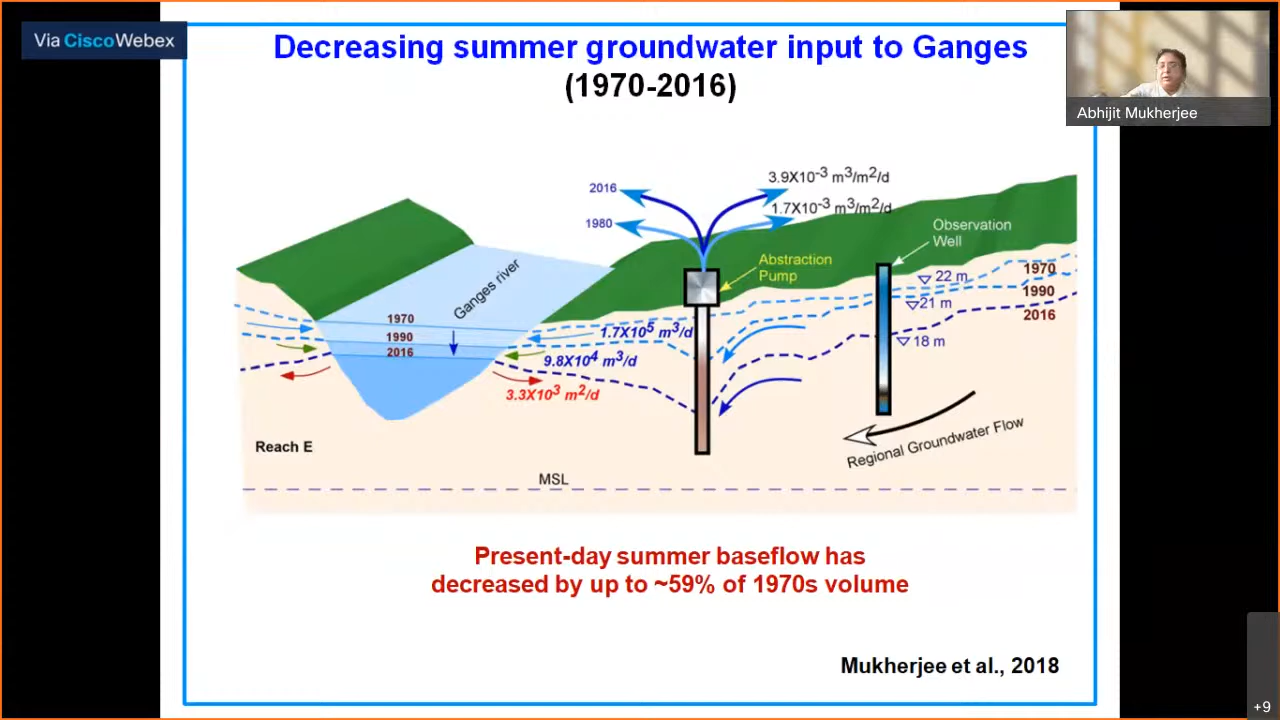 Via CiscoWebex
Decreasing summer groundwater input to Ganges
(1970-2016)
Abhijit Mukherjee
2016
3.9X10⁻³ m³/m²/d
1980
1.7X10⁻³ m³/m²/d
Observation
Well
Abstraction
Pump
Ganges river
22 m
1970
21 m
1990
2016
18 m
1970
1990
2016
1.7X10⁵ m³/d
9.8X10⁴ m³/d
3.3X10³ m²/d
Reach E
Regional Groundwater Flow
MSL
Present-day summer baseflow has
decreased by up to ~59% of 1970s volume
Mukherjee et al., 2018
+9